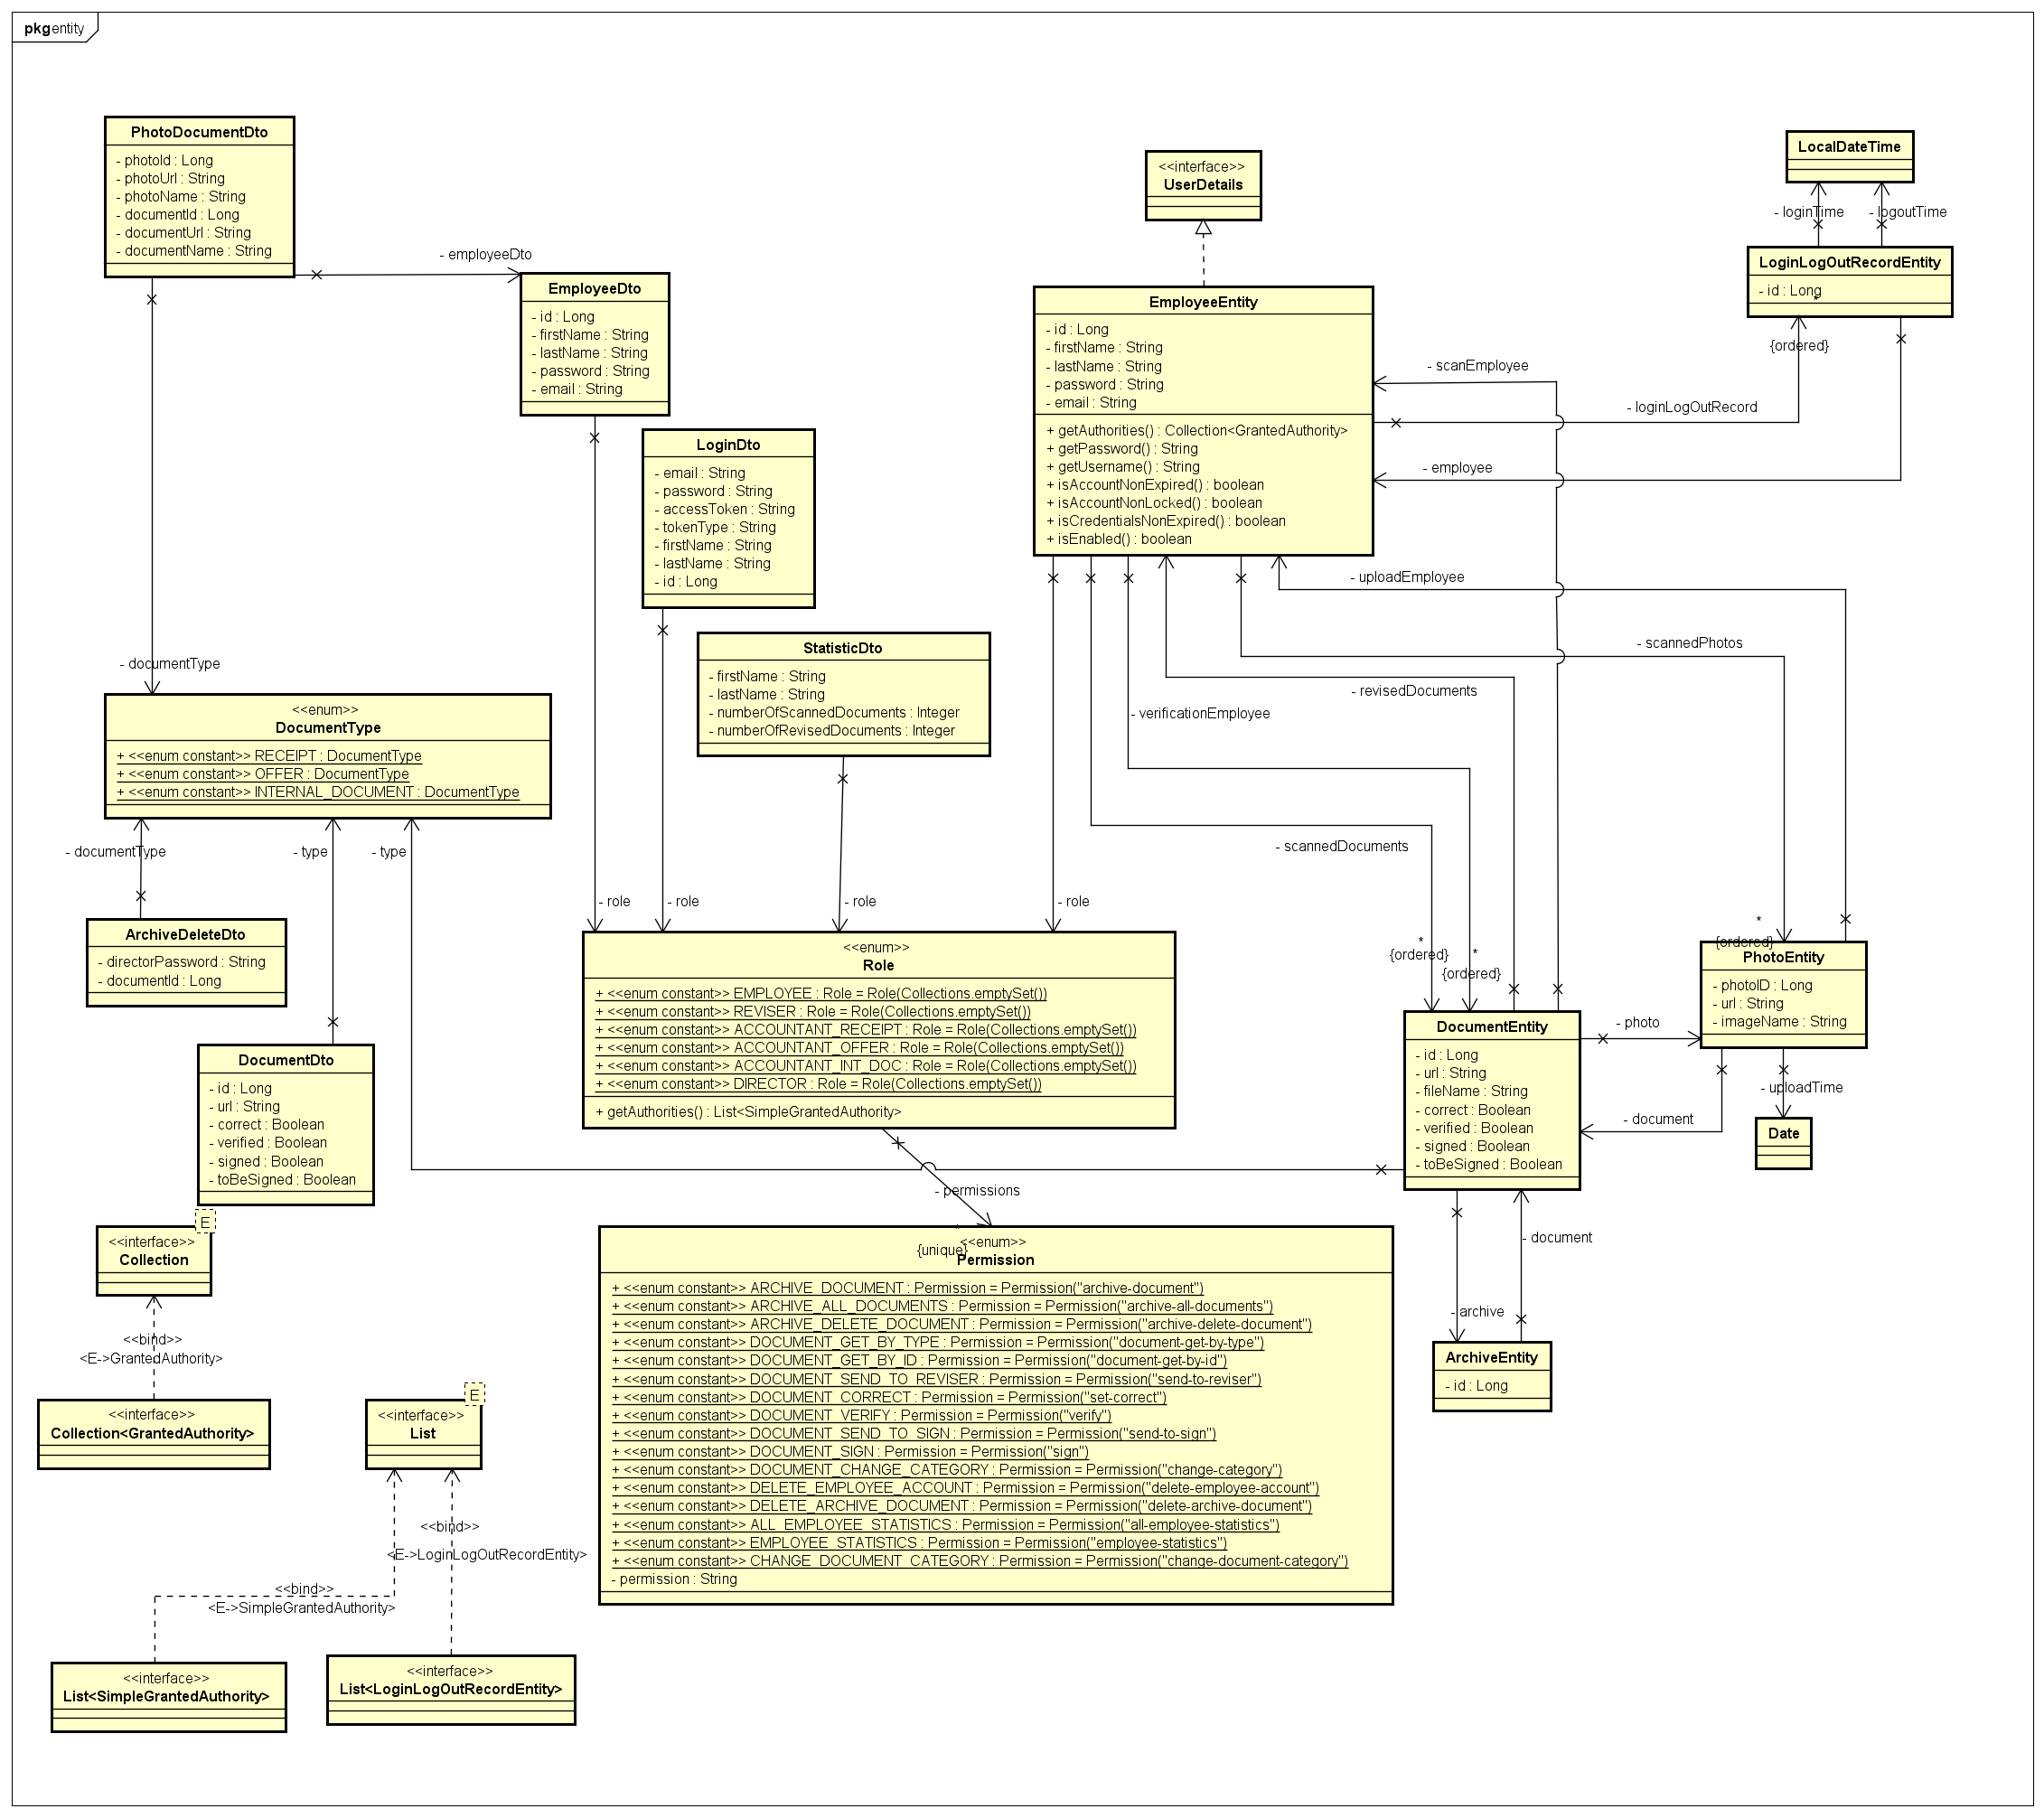 pkg entity
PhotoDocumentDto
- photoId : Long
- photoUrl : String
- photoName : String
- documentId : Long
- documentUrl : String
- documentName : String
- employeeDto
- documentType
EmployeeDto
- id : Long
- firstName : String
- lastName : String
- password : String
- email : String
- role
LoginDto
- email : String
- password : String
- accessToken : String
- tokenType : String
- firstName : String
- lastName : String
- id : Long
- role
StatisticDto
- firstName : String
- lastName : String
- numberOfScannedDocuments : Integer
- numberOfRevisedDocuments : Integer
- role
<<interface>>
UserDetails
EmployeeEntity
- id : Long
- firstName : String
- lastName : String
- password : String
- email : String
+ getAuthorities() : Collection<GrantedAuthority>
+ getPassword() : String
+ getUsername() : String
+ isAccountNonExpired() : boolean
+ isAccountNonLocked() : boolean
+ isCredentialsNonExpired() : boolean
+ isEnabled() : boolean
- role
LocalDateTime
- loginTime
- logoutTime
LoginLogOutRecordEntity
- id : Long
*
{ordered}
- scanEmployee
- loginLogOutRecord
- employee
- uploadEmployee
- scannedPhotos
- revisedDocuments
- verificationEmployee
- scannedDocuments
*
{ordered}
*
{ordered}
*
{ordered}
<<enum>>
DocumentType
+ <<enum constant>> RECEIPT : DocumentType
+ <<enum constant>> OFFER : DocumentType
+ <<enum constant>> INTERNAL_DOCUMENT : DocumentType
- documentType
- type
- type
ArchiveDeleteDto
- directorPassword : String
- documentId : Long
DocumentDto
- id : Long
- url : String
- correct : Boolean
- verified : Boolean
- signed : Boolean
- toBeSigned : Boolean
<<enum>>
Role
+ <<enum constant>> EMPLOYEE : Role = Role(Collections.emptySet())
+ <<enum constant>> REVISER : Role = Role(Collections.emptySet())
+ <<enum constant>> ACCOUNTANT_RECEIPT : Role = Role(Collections.emptySet())
+ <<enum constant>> ACCOUNTANT_OFFER : Role = Role(Collections.emptySet())
+ <<enum constant>> ACCOUNTANT_INT_DOC : Role = Role(Collections.emptySet())
+ <<enum constant>> DIRECTOR : Role = Role(Collections.emptySet())
+ getAuthorities() : List<SimpleGrantedAuthority>
- permissions
*
{unique}
PhotoEntity
- photoID : Long
- url : String
- imageName : String
- photo
- uploadTime
- document
Date
DocumentEntity
- id : Long
- url : String
- fileName : String
- correct : Boolean
- verified : Boolean
- signed : Boolean
- toBeSigned : Boolean
- document
- archive
ArchiveEntity
- id : Long
<<enum>>
Permission
+ <<enum constant>> ARCHIVE_DOCUMENT : Permission = Permission("archive-document")
+ <<enum constant>> ARCHIVE_ALL_DOCUMENTS : Permission = Permission("archive-all-documents")
+ <<enum constant>> ARCHIVE_DELETE_DOCUMENT : Permission = Permission("archive-delete-document")
+ <<enum constant>> DOCUMENT_GET_BY_TYPE : Permission = Permission("document-get-by-type")
+ <<enum constant>> DOCUMENT_GET_BY_ID : Permission = Permission("document-get-by-id")
+ <<enum constant>> DOCUMENT_SEND_TO_REVISER : Permission = Permission("send-to-reviser")
+ <<enum constant>> DOCUMENT_CORRECT : Permission = Permission("set-correct")
+ <<enum constant>> DOCUMENT_VERIFY : Permission = Permission("verify")
+ <<enum constant>> DOCUMENT_SEND_TO_SIGN : Permission = Permission("send-to-sign")
+ <<enum constant>> DOCUMENT_SIGN : Permission = Permission("sign")
+ <<enum constant>> DOCUMENT_CHANGE_CATEGORY : Permission = Permission("change-category")
+ <<enum constant>> DELETE_EMPLOYEE_ACCOUNT : Permission = Permission("delete-employee-account")
+ <<enum constant>> DELETE_ARCHIVE_DOCUMENT : Permission = Permission("delete-archive-document")
+ <<enum constant>> ALL_EMPLOYEE_STATISTICS : Permission = Permission("all-employee-statistics")
+ <<enum constant>> EMPLOYEE_STATISTICS : Permission = Permission("employee-statistics")
+ <<enum constant>> CHANGE_DOCUMENT_CATEGORY : Permission = Permission("change-document-category")
- permission : String
E
<<interface>>
Collection
<<bind>>
<E->GrantedAuthority>
<<interface>>
Collection<GrantedAuthority>
E
<<interface>>
List
<<bind>>
<E->LoginLogOutRecordEntity>
<<bind>>
<E->SimpleGrantedAuthority>
<<interface>>
List<SimpleGrantedAuthority>
<<interface>>
List<LoginLogOutRecordEntity>